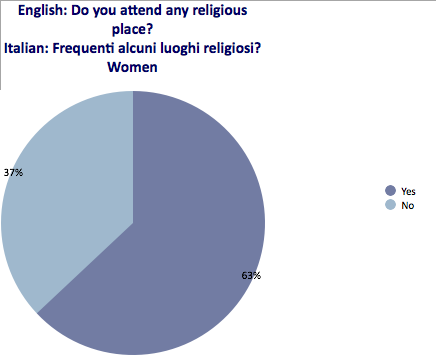 English: Do you attend any religious
place?
Italian: Frequenti alcuni luoghi religiosi?
Women
37%
Yes
No
63%